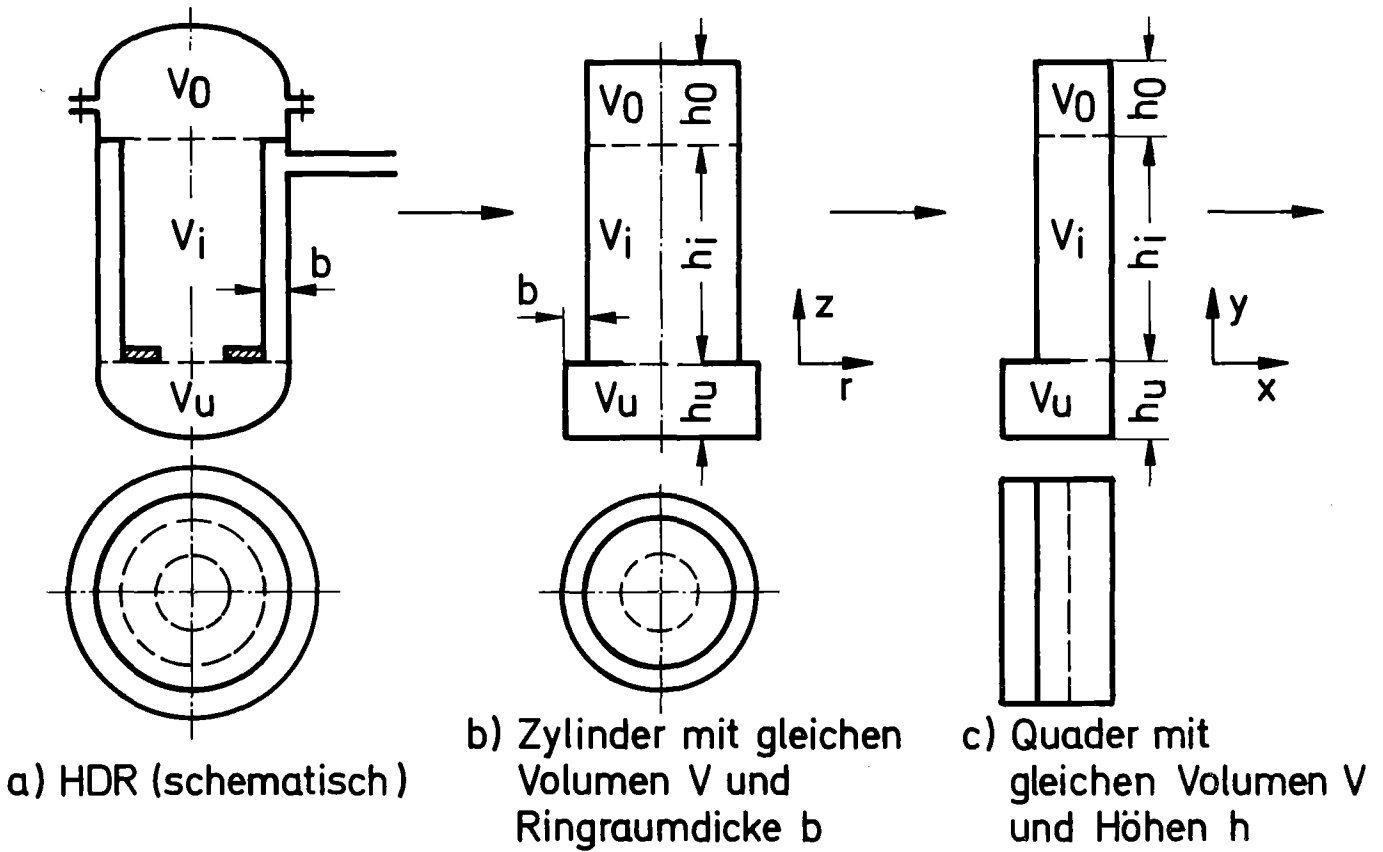 V0
Vi
b
Vu
V0
h0
Vi
hi
b
z
r
Vu
hu
V0
h0
Vi
hi
y
x
Vu
hu
a) HDR (schematisch)
b) Zylinder mit gleichen
Volumen V und
Ringraumdicke b
c) Quader mit
gleichen Volumen V
und Höhen h